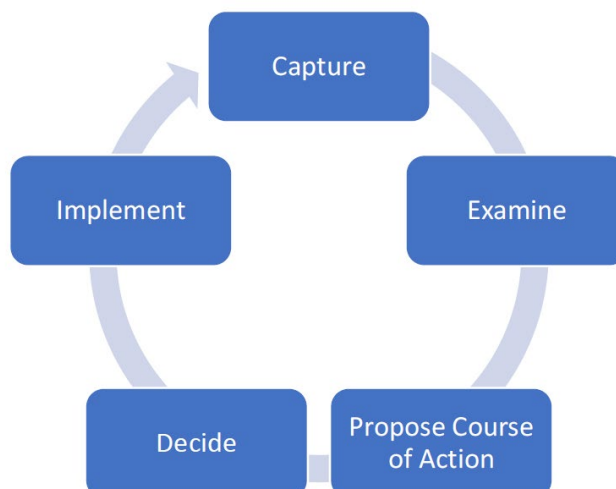 Capture
Examine
Propose Course
of Action
Decide
Implement